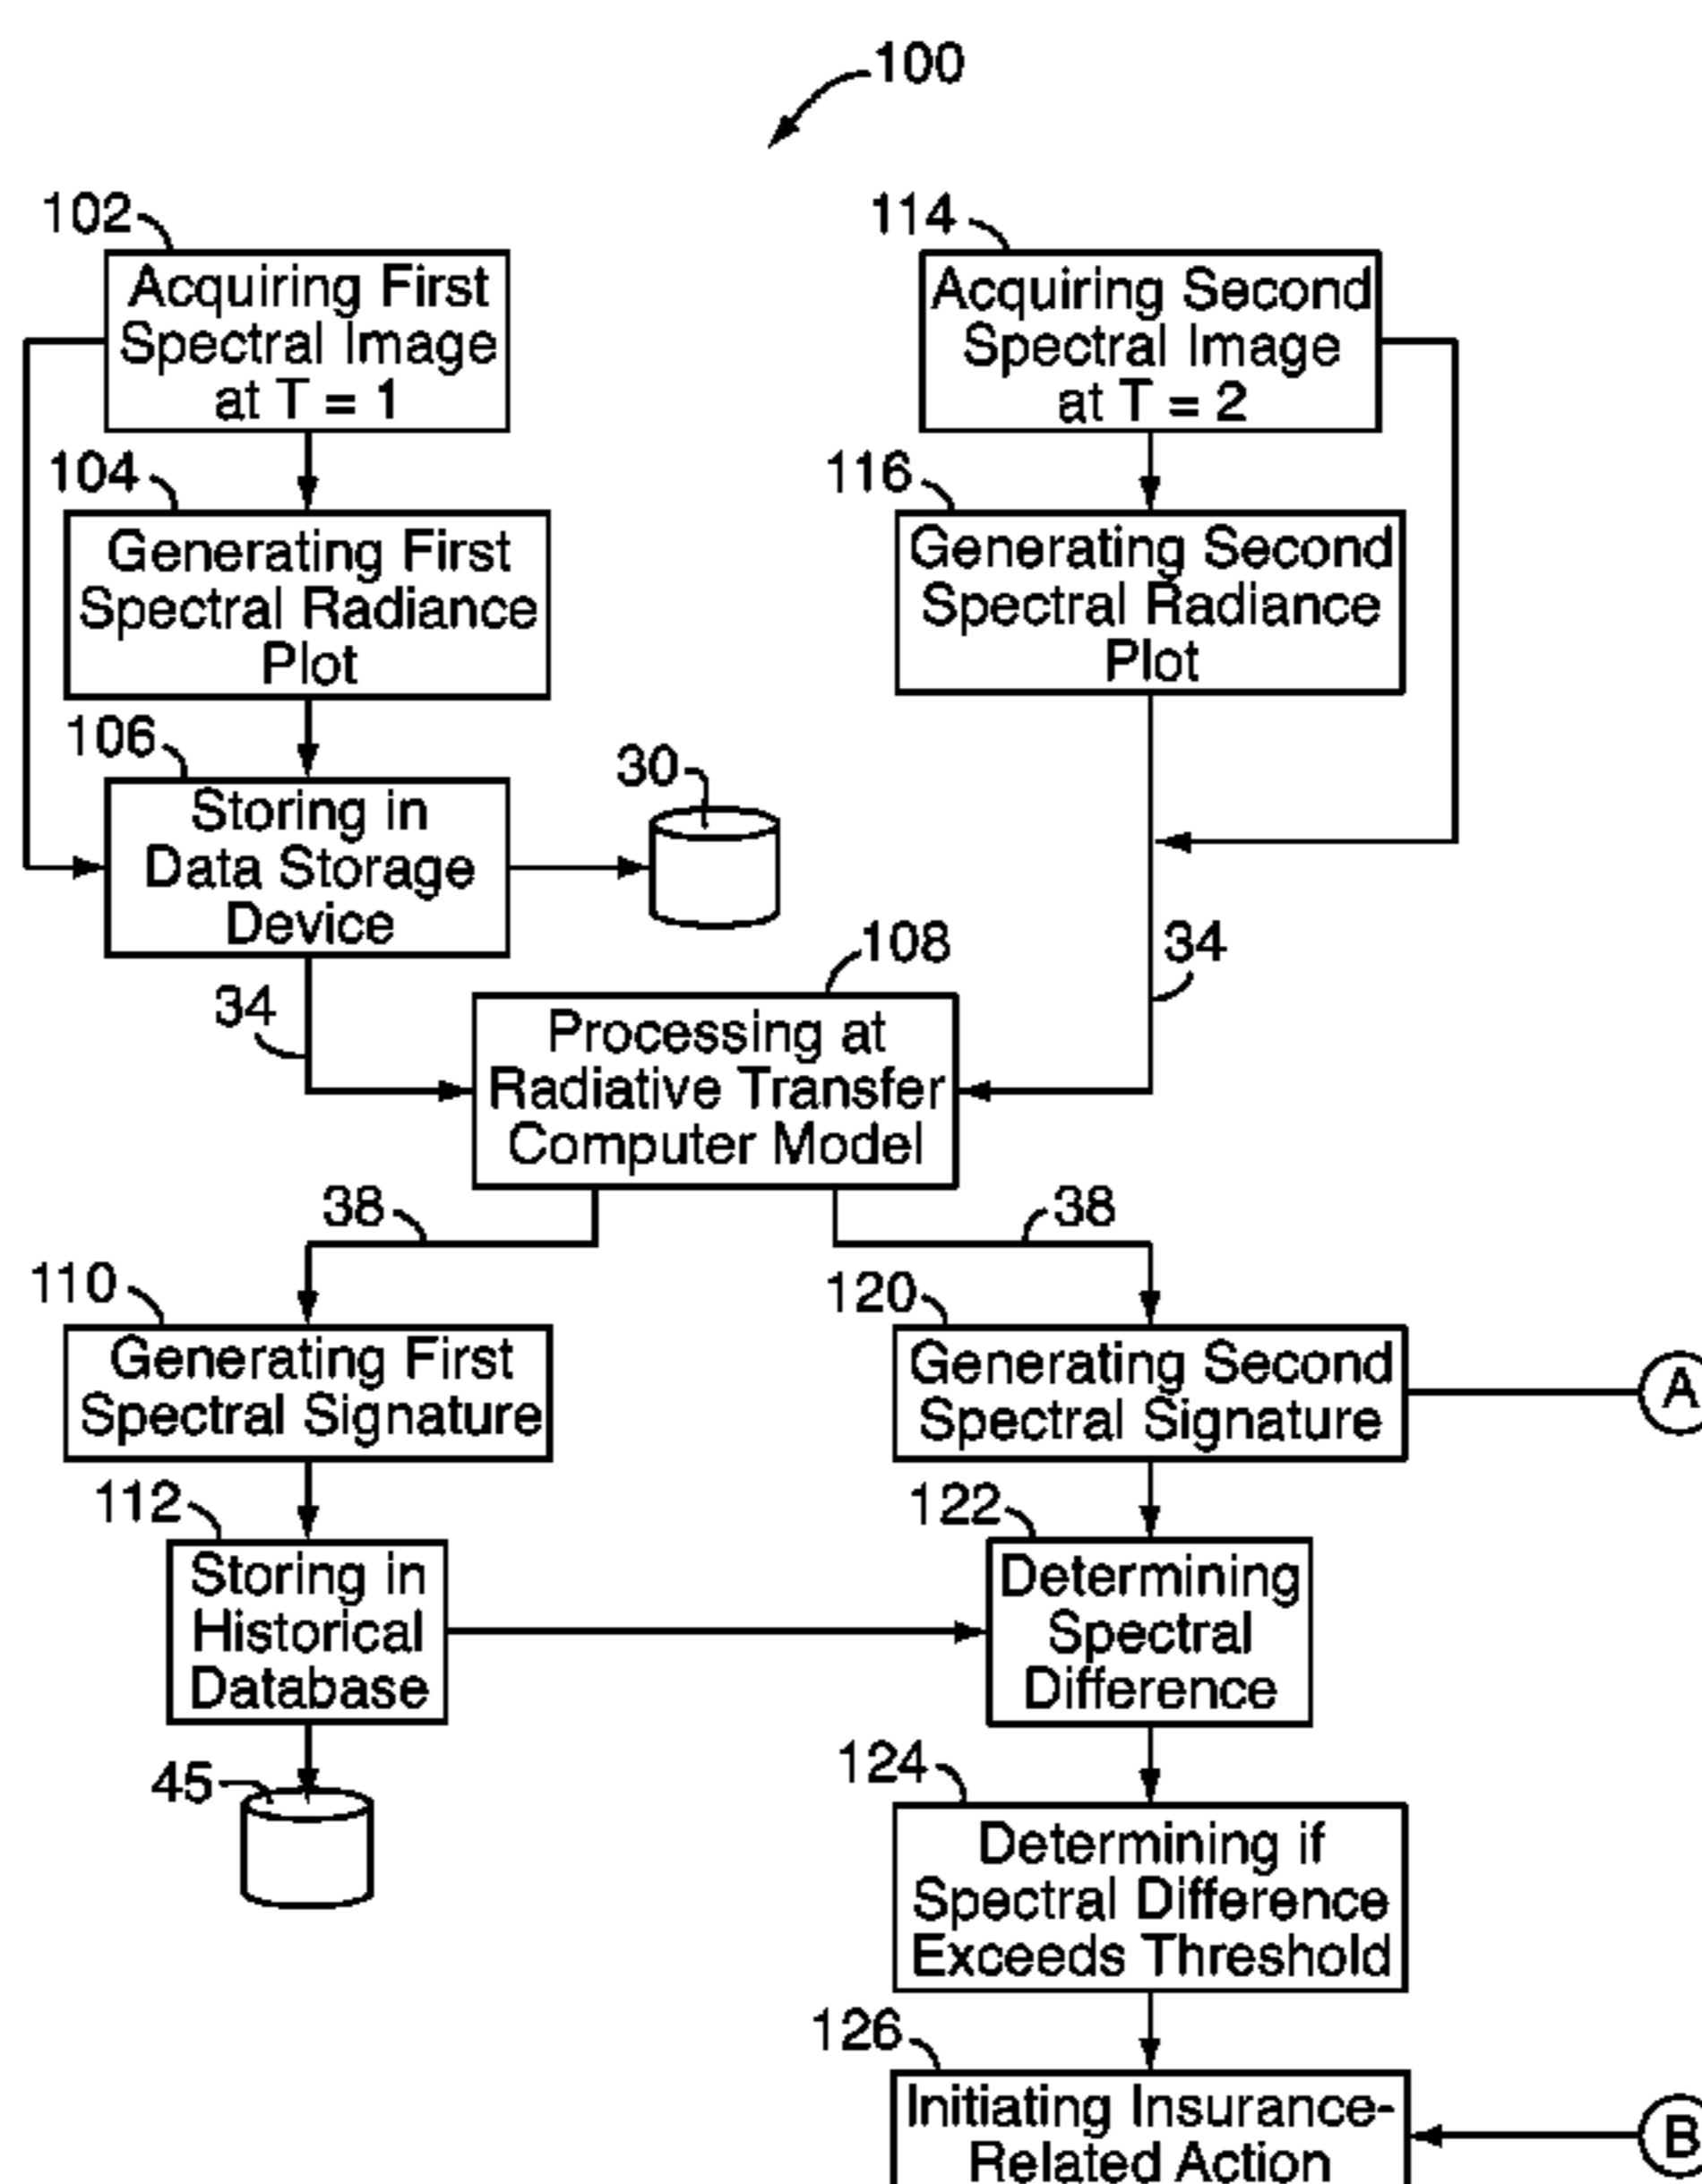 100
102
Acquiring First
Spectral Image
at T = 1
114
Acquiring Second
Spectral Image
at T = 2
104
Generating First
Spectral Radiance
Plot
116
Generating Second
Spectral Radiance
Plot
106
Storing in
Data Storage
Device
30
34
108
Processing at
Radiative Transfer
Computer Model
34
38
38
110
Generating First
Spectral Signature
120
Generating Second
Spectral Signature
A
112
Storing in
Historical
Database
122
Determining
Spectral
Difference
45
124
Determining if
Spectral Difference
Exceeds Threshold
126
Initiating Insurance-
Related Action
B